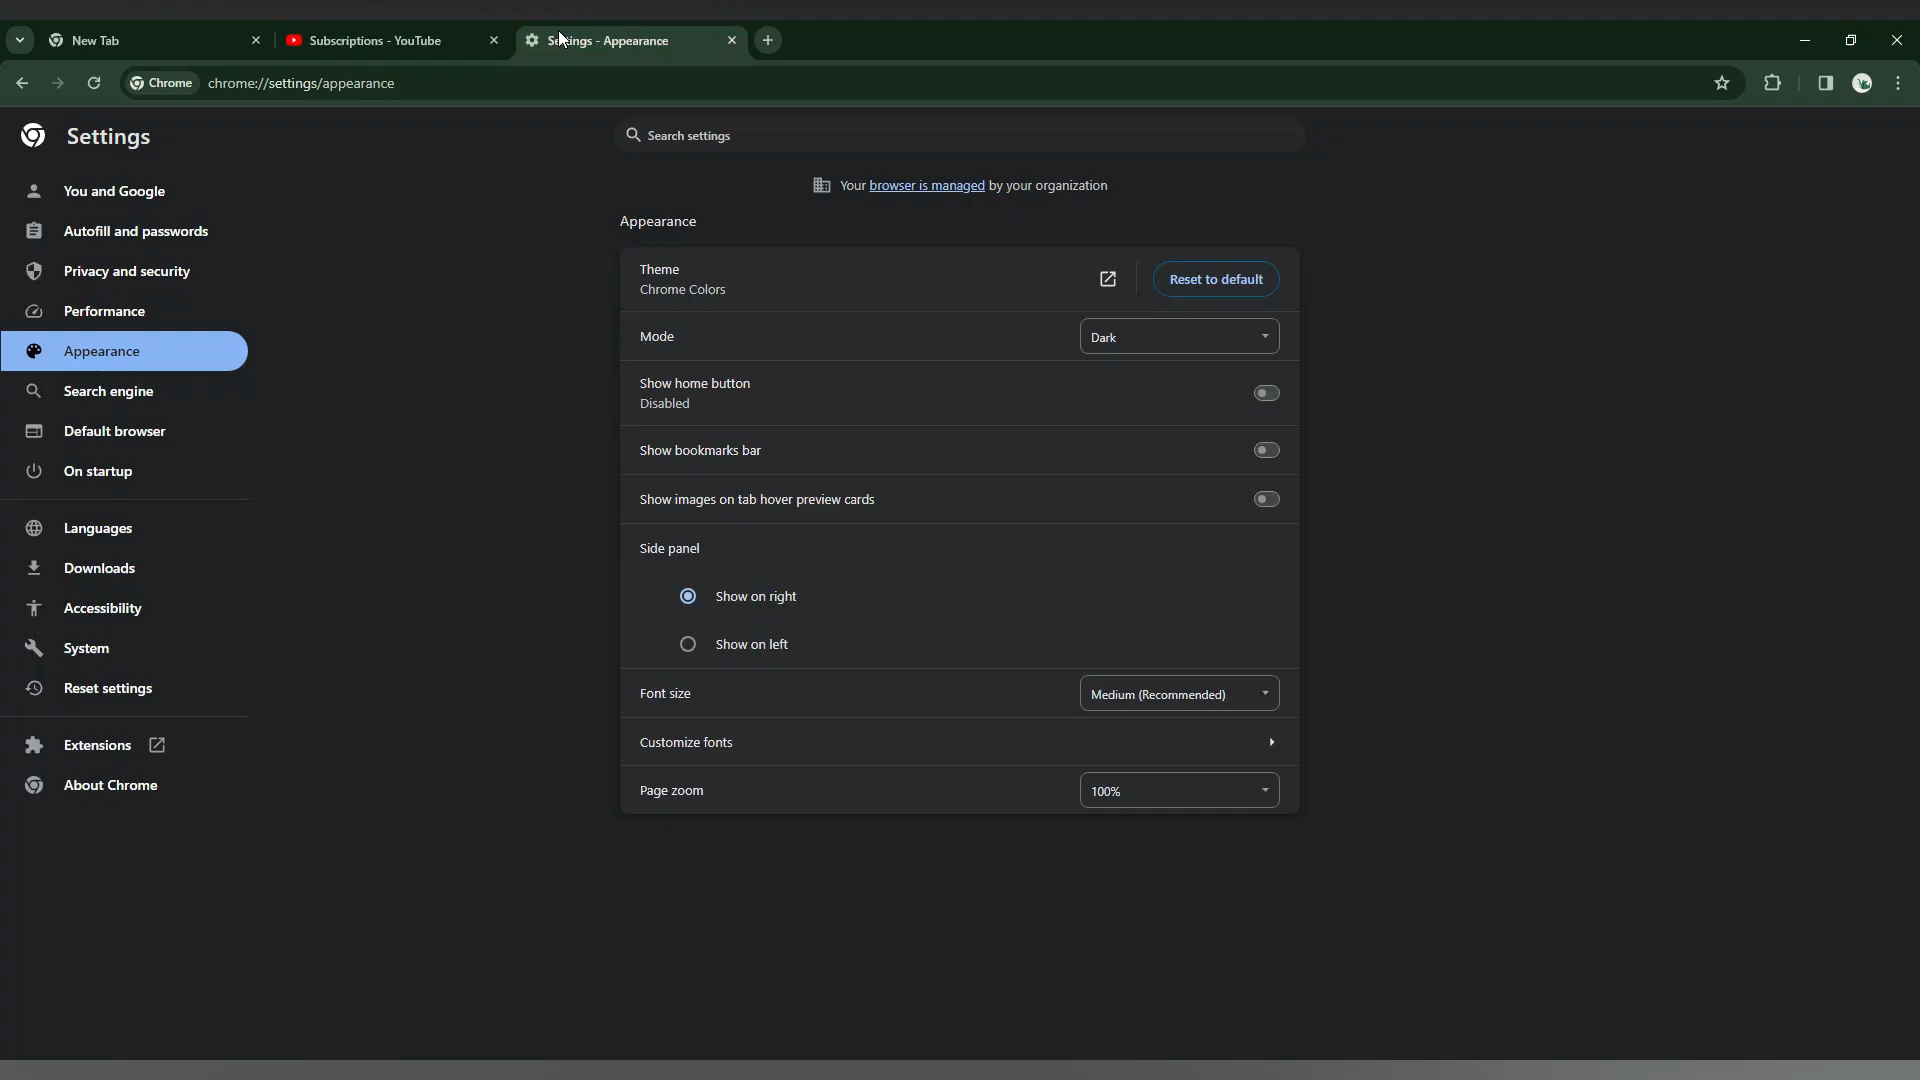 New Tab
Subscriptions - YouTube
Settings - Appearance
Chrome
chrome://settings/appearance
Settings
Search settings
You and Google
Autofill and passwords
Privacy and security
Performance
Appearance
Search engine
Default browser
On startup
Languages
Downloads
Accessibility
System
Reset settings
Extensions
About Chrome
Your browser is managed by your organization
Appearance
Theme
Chrome Colors
Reset to default
Mode
Dark
Show home button
Disabled
Show bookmarks bar
Show images on tab hover preview cards
Side panel
Show on right
Show on left
Font size
Medium (Recommended)
Customize fonts
Page zoom
100%